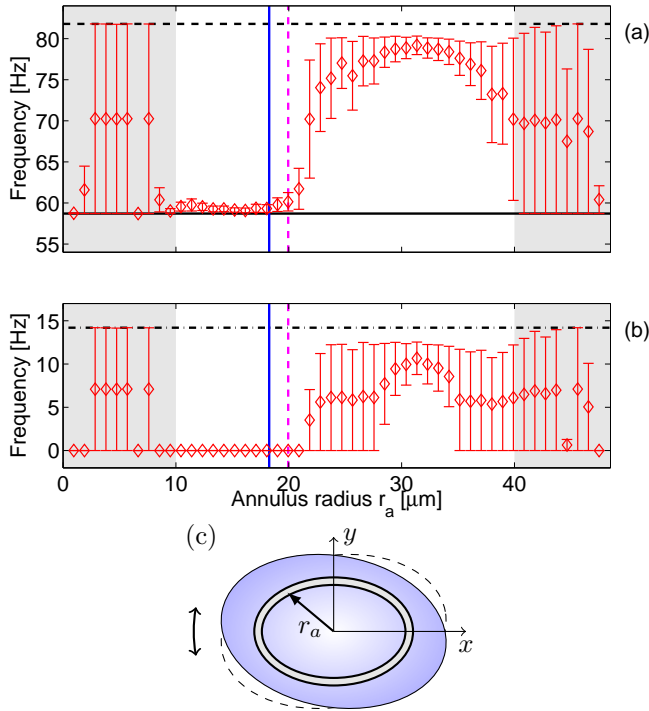 80
75
70
65
60
55
Frequency [Hz]
(a)
15
10
5
0
Frequency [Hz]
(b)
0 10 20 30 40
Annulus radius r_a [μm]
(c)
y
r_a
x